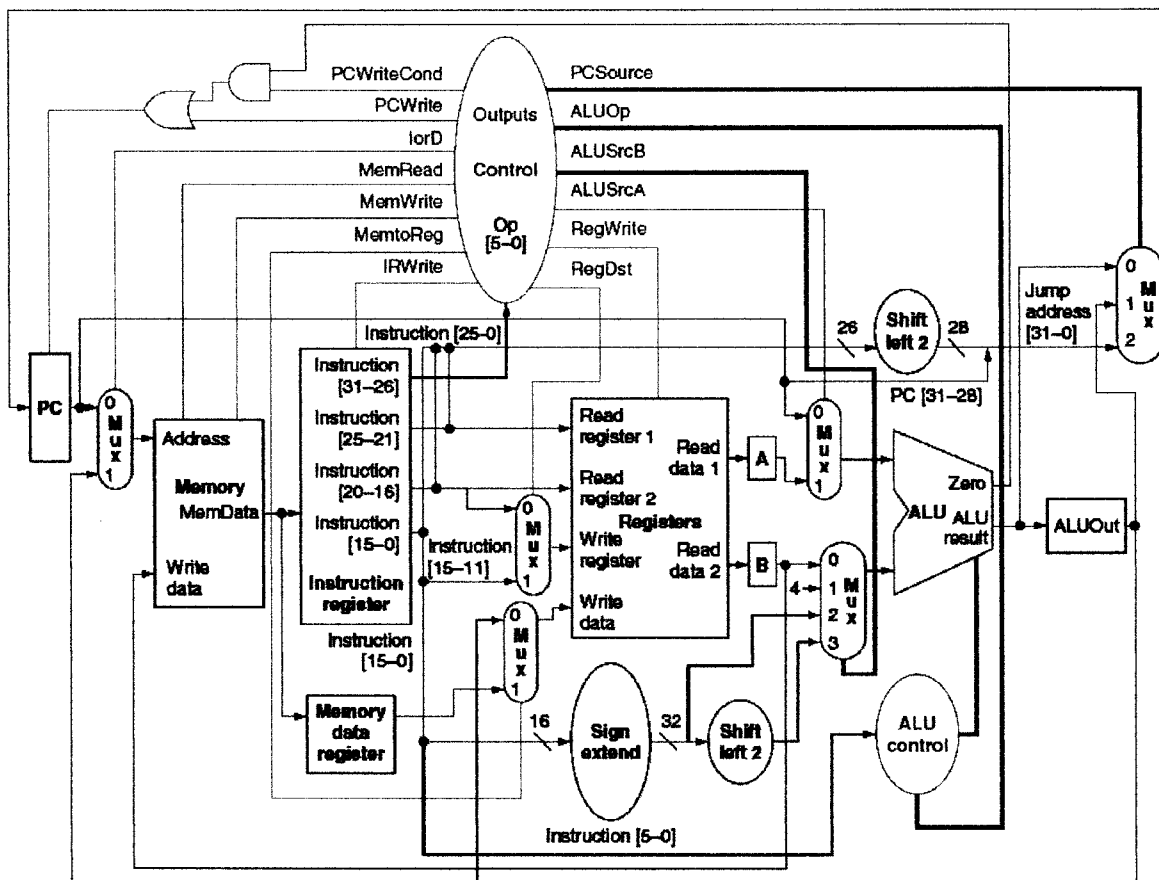 PCWriteCond
PCWrite
IorD
MemRead
MemWrite
MemtoReg
IRWrite
Outputs
Control
Op
[5–0]
PCSource
ALUOp
ALUSrcB
ALUSrcA
RegWrite
RegDst
PC
0
M
u
x
1
Address
Memory
MemData
Write
data
Instruction [25–0]
Instruction
[31–26]
Instruction
[25–21]
Instruction
[20–16]
Instruction
[15–0]
Instruction
register
Instruction
[15–0]
Instruction
[15–11]
Memory
data
register
0
M
u
x
1
0
M
u
x
1
Read
register 1
Read
register 2
Registers
Write
register
Write
data
Read
data 1
Read
data 2
A
B
16
Sign
extend
32
Shift
left 2
Instruction [5–0]
26
Shift
left 2
28
Jump
address
[31–0]
PC [31–28]
0
M
u
x
1
4
0
1
2
3
M
u
x
Zero
ALU
ALU
result
ALU
control
ALUOut
0
1
2
M
u
x